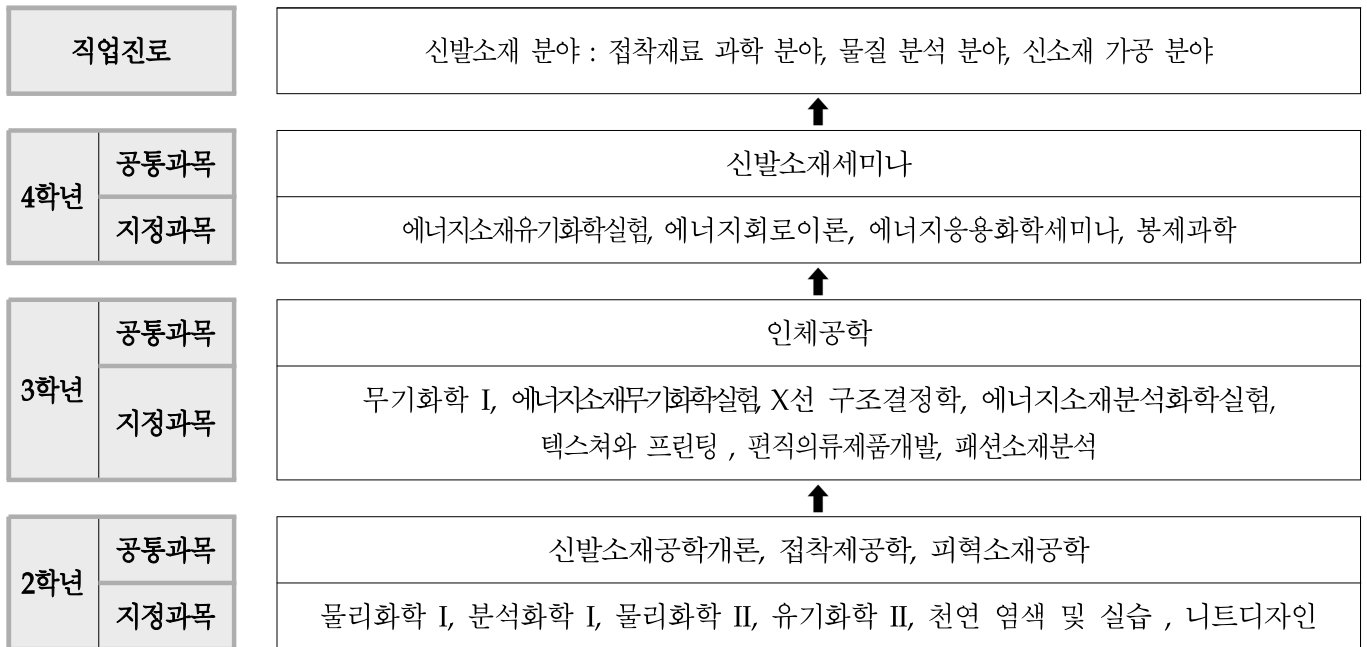 직업진로
신발소재 분야 : 접착재료 과학 분야, 물질 분석 분야, 신소재 가공 분야
4학년
공통과목
신발소재세미나
지정과목
에너지소재유기화학실험, 에너지회로이론, 에너지응용화학세미나, 봉제과학
3학년
공통과목
인체공학
지정과목
무기화학 I, 에너지소재무기화학실험, X선 구조결정학, 에너지소재분석화학실험,
텍스쳐와 프린팅 , 편직의류제품개발, 패션소재분석
2학년
공통과목
신발소재공학개론, 접착제공학, 피혁소재공학
지정과목
물리화학 I, 분석화학 I, 물리화학 II, 유기화학 II, 천연 염색 및 실습 , 니트디자인